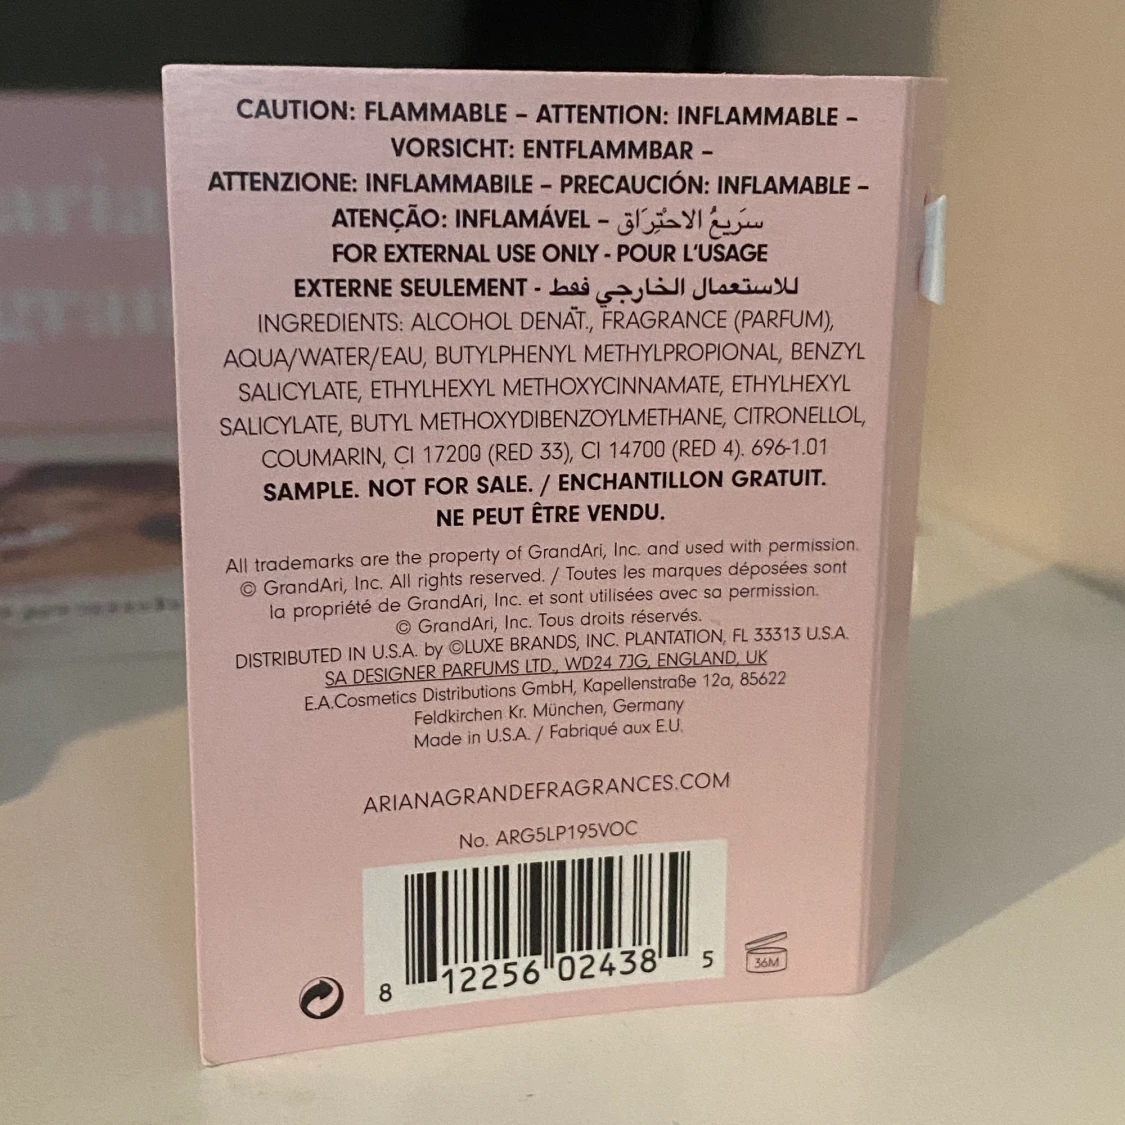 CAUTION: FLAMMABLE – ATTENTION: INFLAMMABLE –
VORSICHT: ENTFLAMMBAR –
ATTENZIONE: INFLAMMABILE – PRECAUCIÓN: INFLAMABLE –
ATENÇÃO: INFLAMÁVEL – سَريعُ الاحْتِرَاق
FOR EXTERNAL USE ONLY - POUR L'USAGE
EXTERNE SEULEMENT - للاستعمال الخارجي فقط
INGREDIENTS: ALCOHOL DENAT., FRAGRANCE (PARFUM),
AQUA/WATER/EAU, BUTYLPHENYL METHYLPROPIONAL, BENZYL
SALICYLATE, ETHYLHEXYL METHOXYCINNAMATE, ETHYLHEXYL
SALICYLATE, BUTYL METHOXYDIBENZOYLMETHANE, CITRONELLOL,
COUMARIN, CI 17200 (RED 33), CI 14700 (RED 4). 696-1.01
SAMPLE. NOT FOR SALE. / ENCHANTILLON GRATUIT.
NE PEUT ÊTRE VENDU.
All trademarks are the property of GrandAri, Inc. and used with permission.
© GrandAri, Inc. All rights reserved. / Toutes les marques déposées sont
la propriété de GrandAri, Inc. et sont utilisées avec sa permission.
© GrandAri, Inc. Tous droits réservés.
DISTRIBUTED IN U.S.A. by ©LUXE BRANDS, INC. PLANTATION, FL 33313 U.S.A.
SA DESIGNER PARFUMS LTD., WD24 7JG, ENGLAND, UK
E.A.Cosmetics Distributions GmbH, Kapellenstraße 12a, 85622
Feldkirchen Kr. München, Germany
Made in U.S.A. / Fabriqué aux E.U.
ARIANAGRANDEFRAGRANCES.COM
No. ARG5LP195VOC
8 12256 02438 5
36M